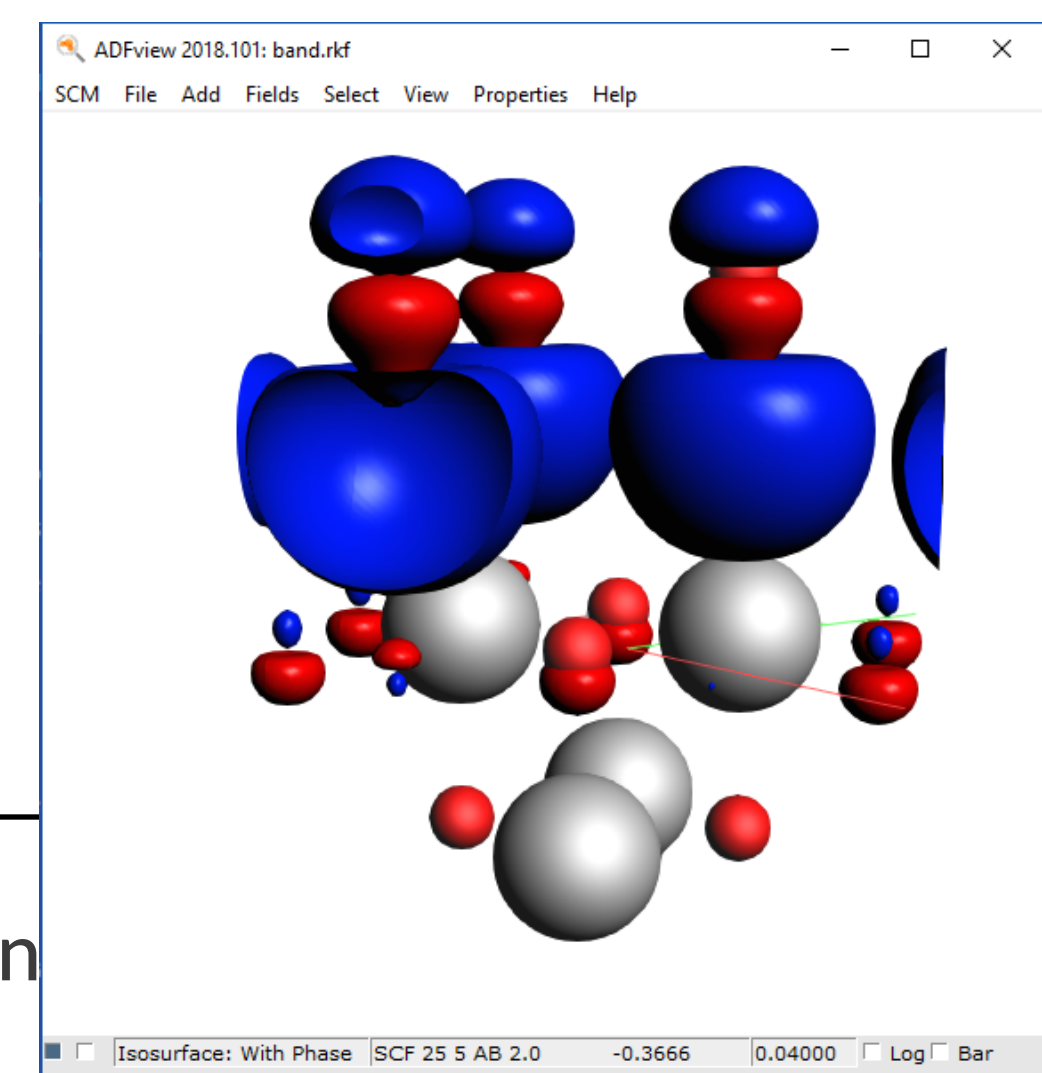 ADFview 2018.101: band.rkf
SCM File Add Fields Select View Properties Help
n
Isosurface: With Phase SCF 25 5 AB 2.0 -0.3666 0.04000 Log Bar